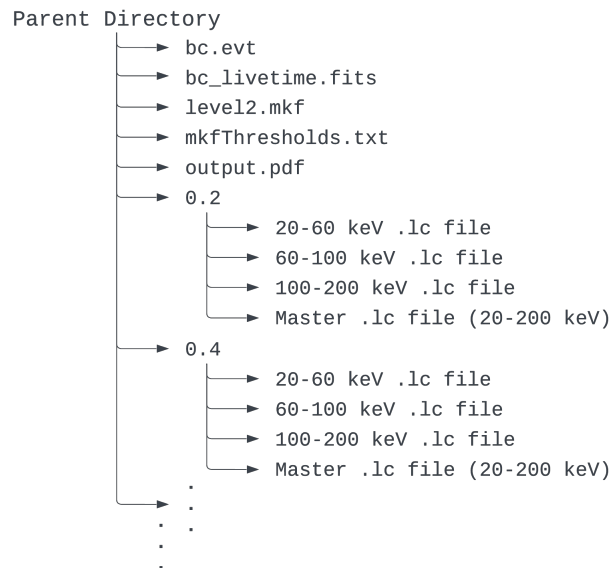 Parent Directory
bc.evt
bc_livetime.fits
level2.mkf
mkfThresholds.txt
output.pdf
0.2
20-60 keV .lc file
60-100 keV .lc file
100-200 keV .lc file
Master .lc file (20-200 keV)
0.4
20-60 keV .lc file
60-100 keV .lc file
100-200 keV .lc file
Master .lc file (20-200 keV)
.
.
. .
.
.